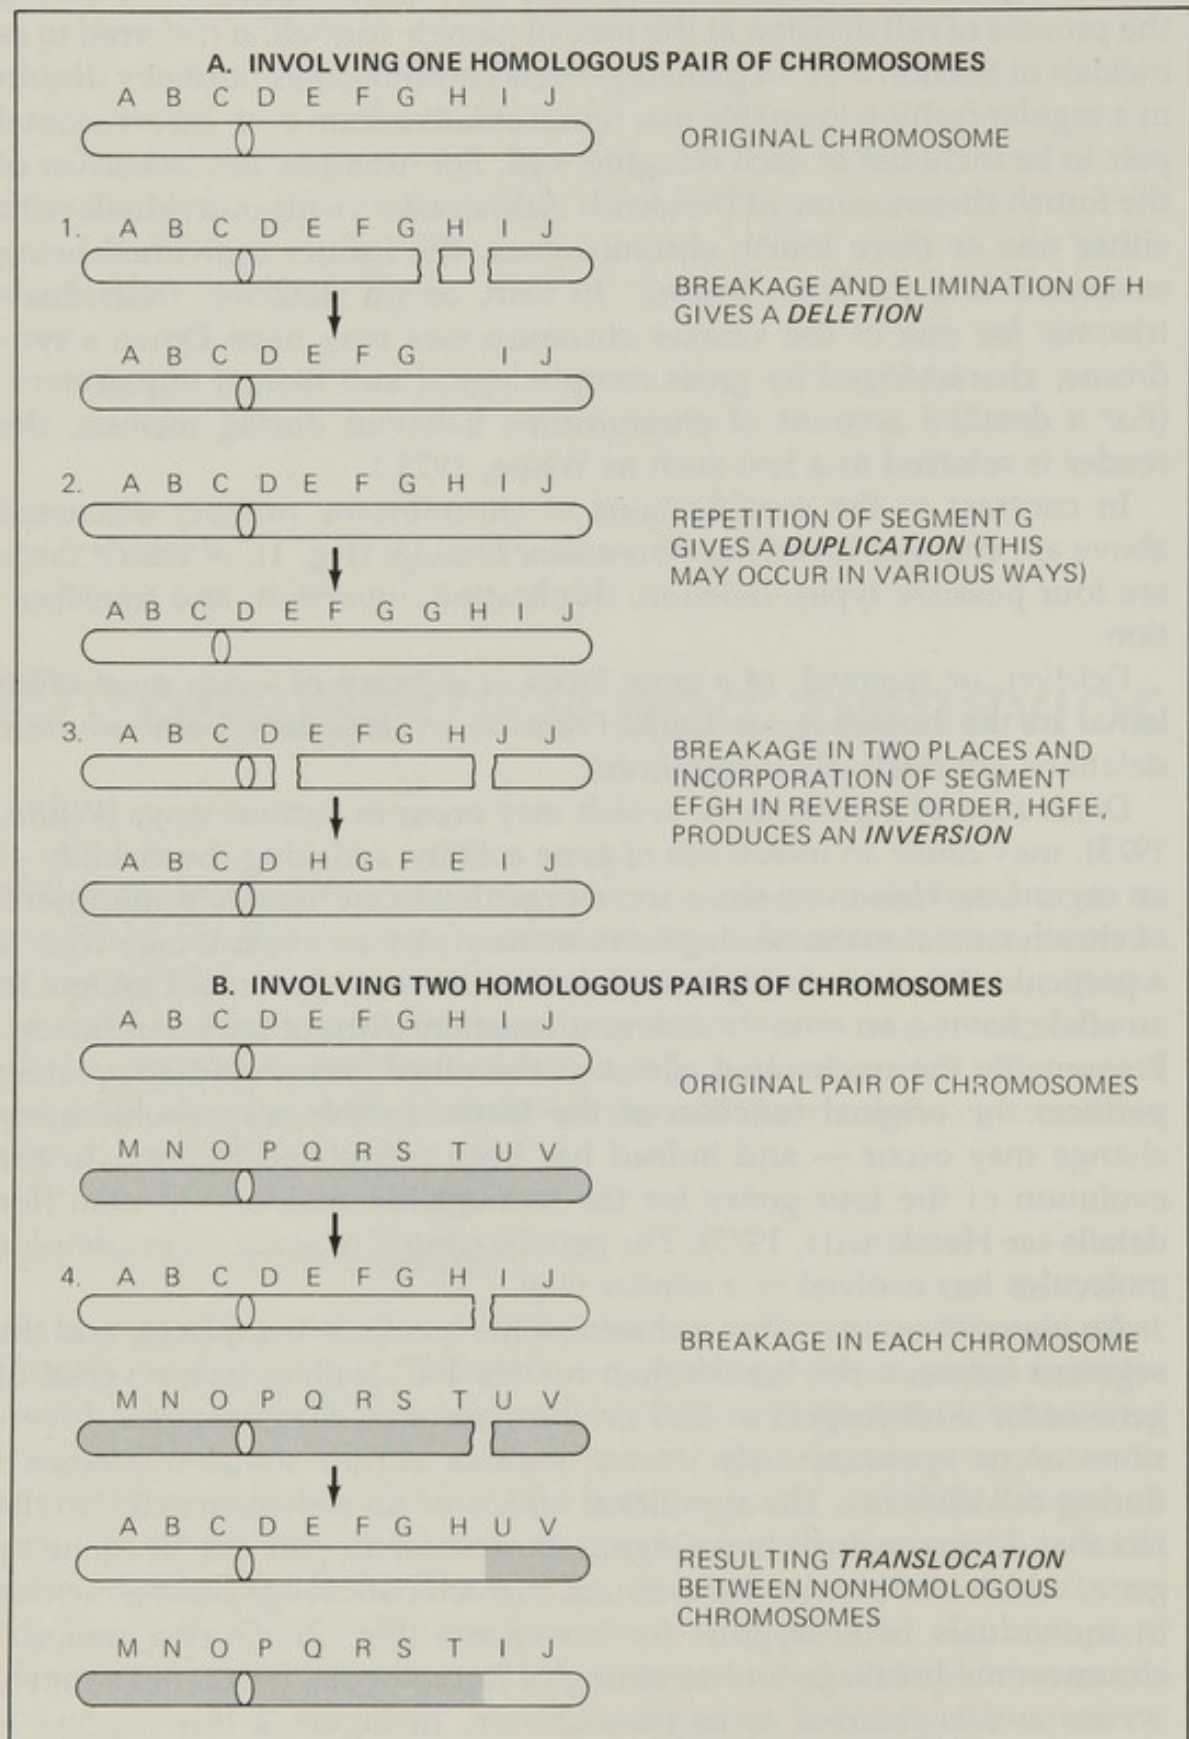 A. INVOLVING ONE HOMOLOGOUS PAIR OF CHROMOSOMES
A B C D E F G H I J
ORIGINAL CHROMOSOME
1. A B C D E F G H I J
BREAKAGE AND ELIMINATION OF H
GIVES A DELETION
A B C D E F G I J
2. A B C D E F G H I J
REPETITION OF SEGMENT G
GIVES A DUPLICATION (THIS
MAY OCCUR IN VARIOUS WAYS)
A B C D E F G G H I J
3. A B C D E F G H J J
BREAKAGE IN TWO PLACES AND
INCORPORATION OF SEGMENT
EFGH IN REVERSE ORDER, HGFE,
PRODUCES AN INVERSION
A B C D H G F E I J
B. INVOLVING TWO HOMOLOGOUS PAIRS OF CHROMOSOMES
A B C D E F G H I J
ORIGINAL PAIR OF CHROMOSOMES
M N O P Q R S T U V
4. A B C D E F G H I J
BREAKAGE IN EACH CHROMOSOME
M N O P Q R S T U V
A B C D E F G H U V
RESULTING TRANSLOCATION
BETWEEN NONHOMOLOGOUS
CHROMOSOMES
M N O P Q R S T I J